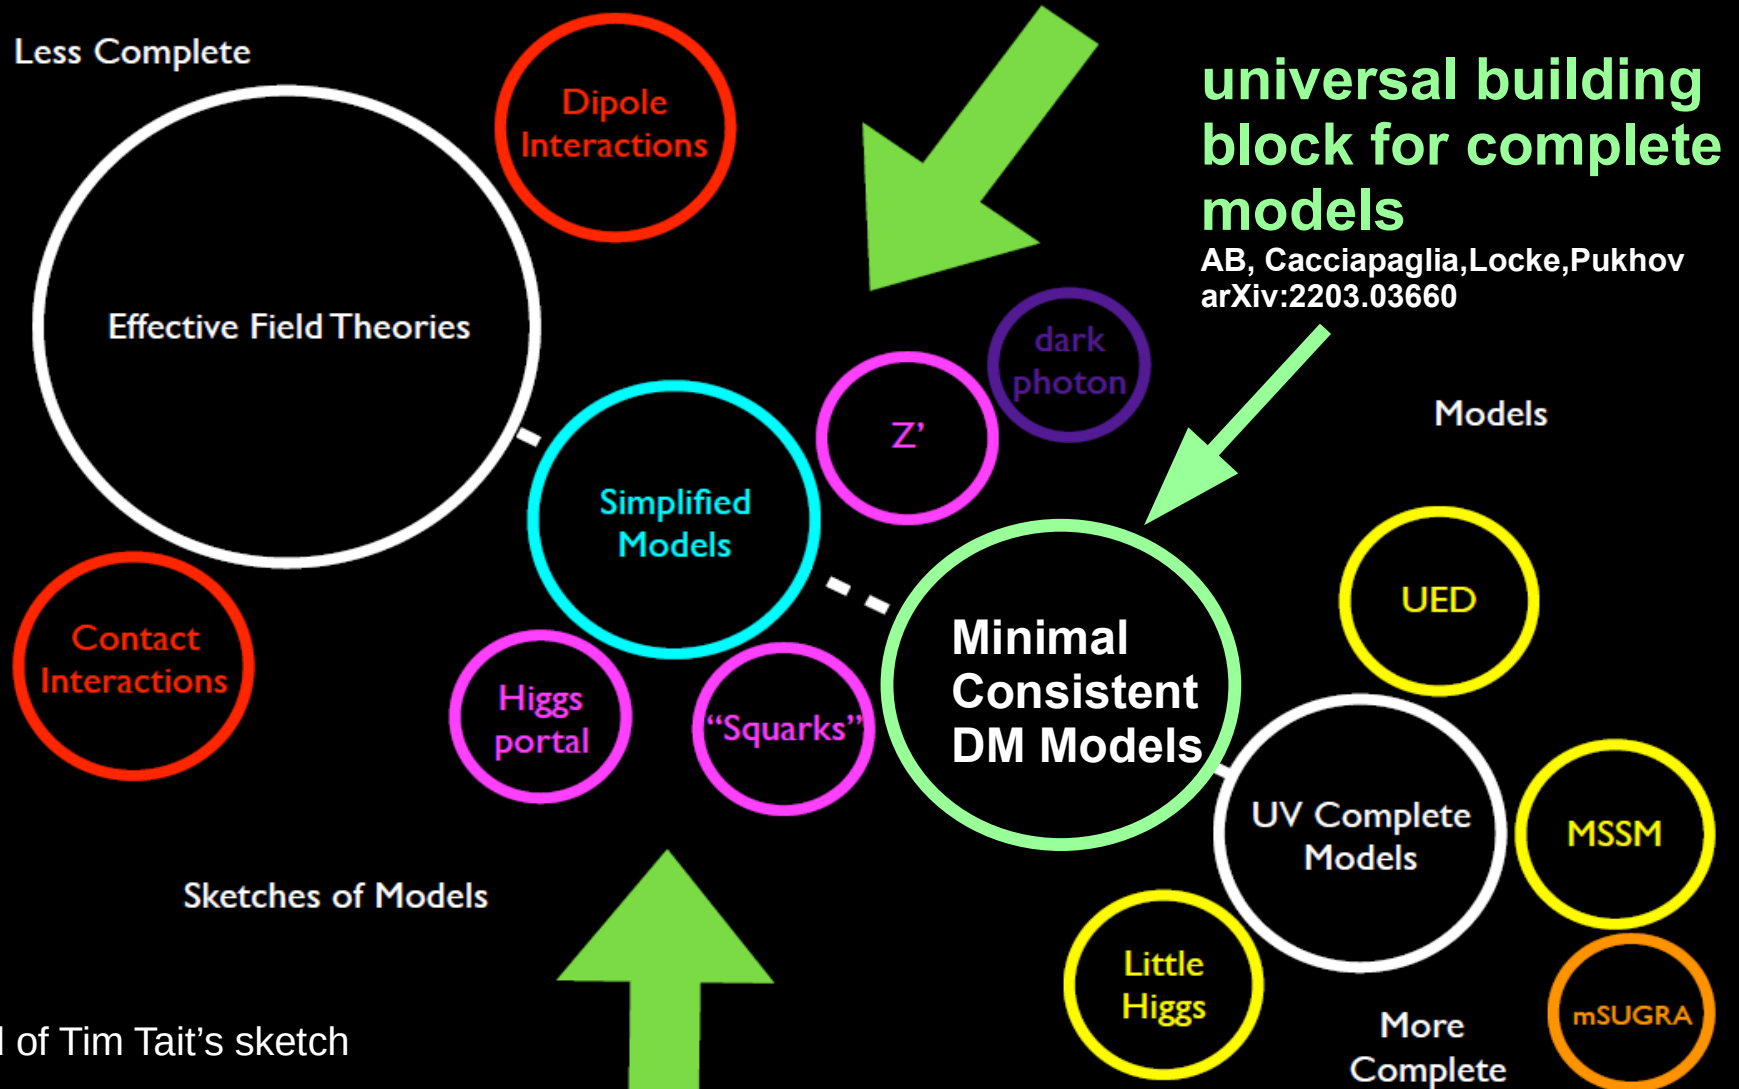 Less Complete
Dipole
Interactions
universal building
block for complete
models
AB, Cacciapaglia,Locke,Pukhov
arXiv:2203.03660
Effective Field Theories
dark
photon
Z’
Models
Simplified
Models
UED
Contact
Interactions
Higgs
portal
“Squarks”
Minimal
Consistent
DM Models
UV Complete
Models
MSSM
Sketches of Models
Little
Higgs
mSUGRA
More
Complete
of Tim Tait’s sketch